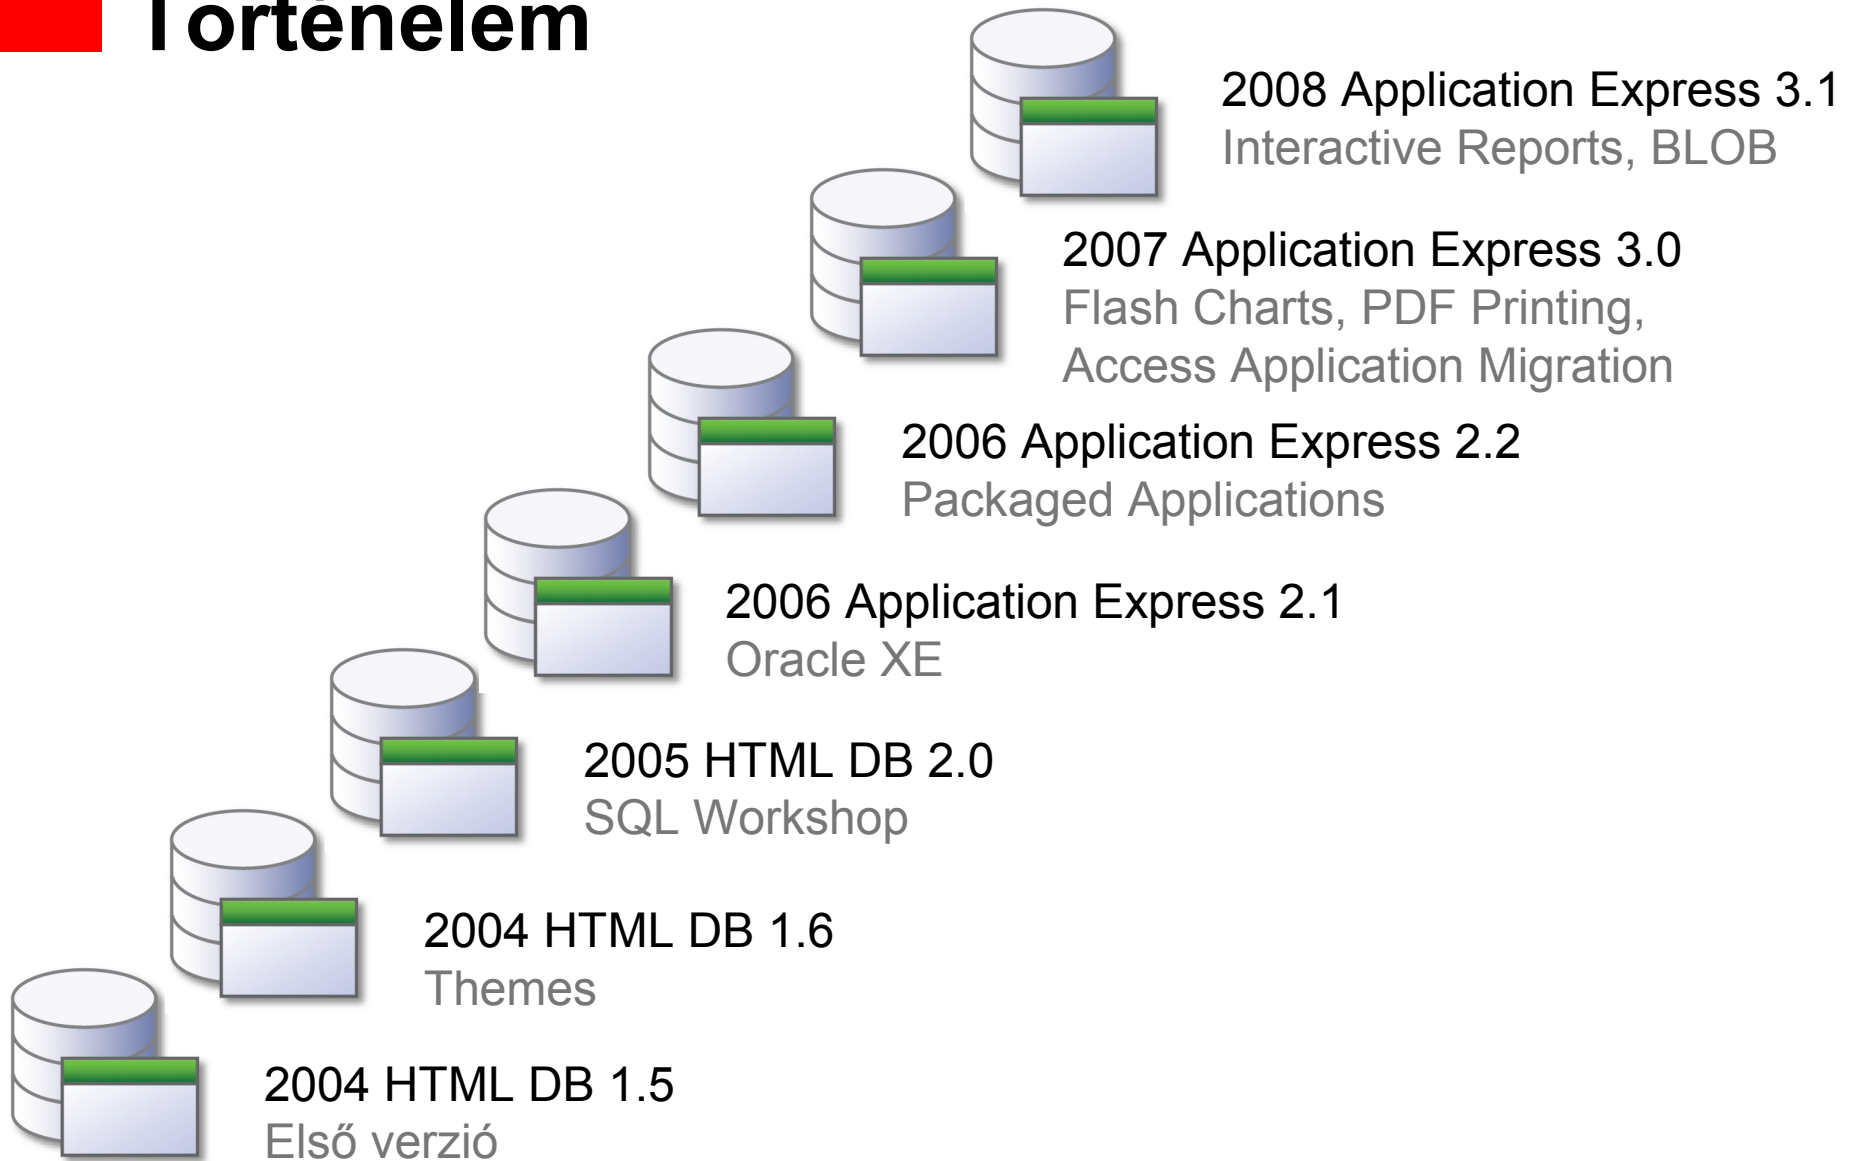 Történelem
2008 Application Express 3.1
Interactive Reports, BLOB
2007 Application Express 3.0
Flash Charts, PDF Printing,
Access Application Migration
2006 Application Express 2.2
Packaged Applications
2006 Application Express 2.1
Oracle XE
2005 HTML DB 2.0
SQL Workshop
2004 HTML DB 1.6
Themes
2004 HTML DB 1.5
Első verzió